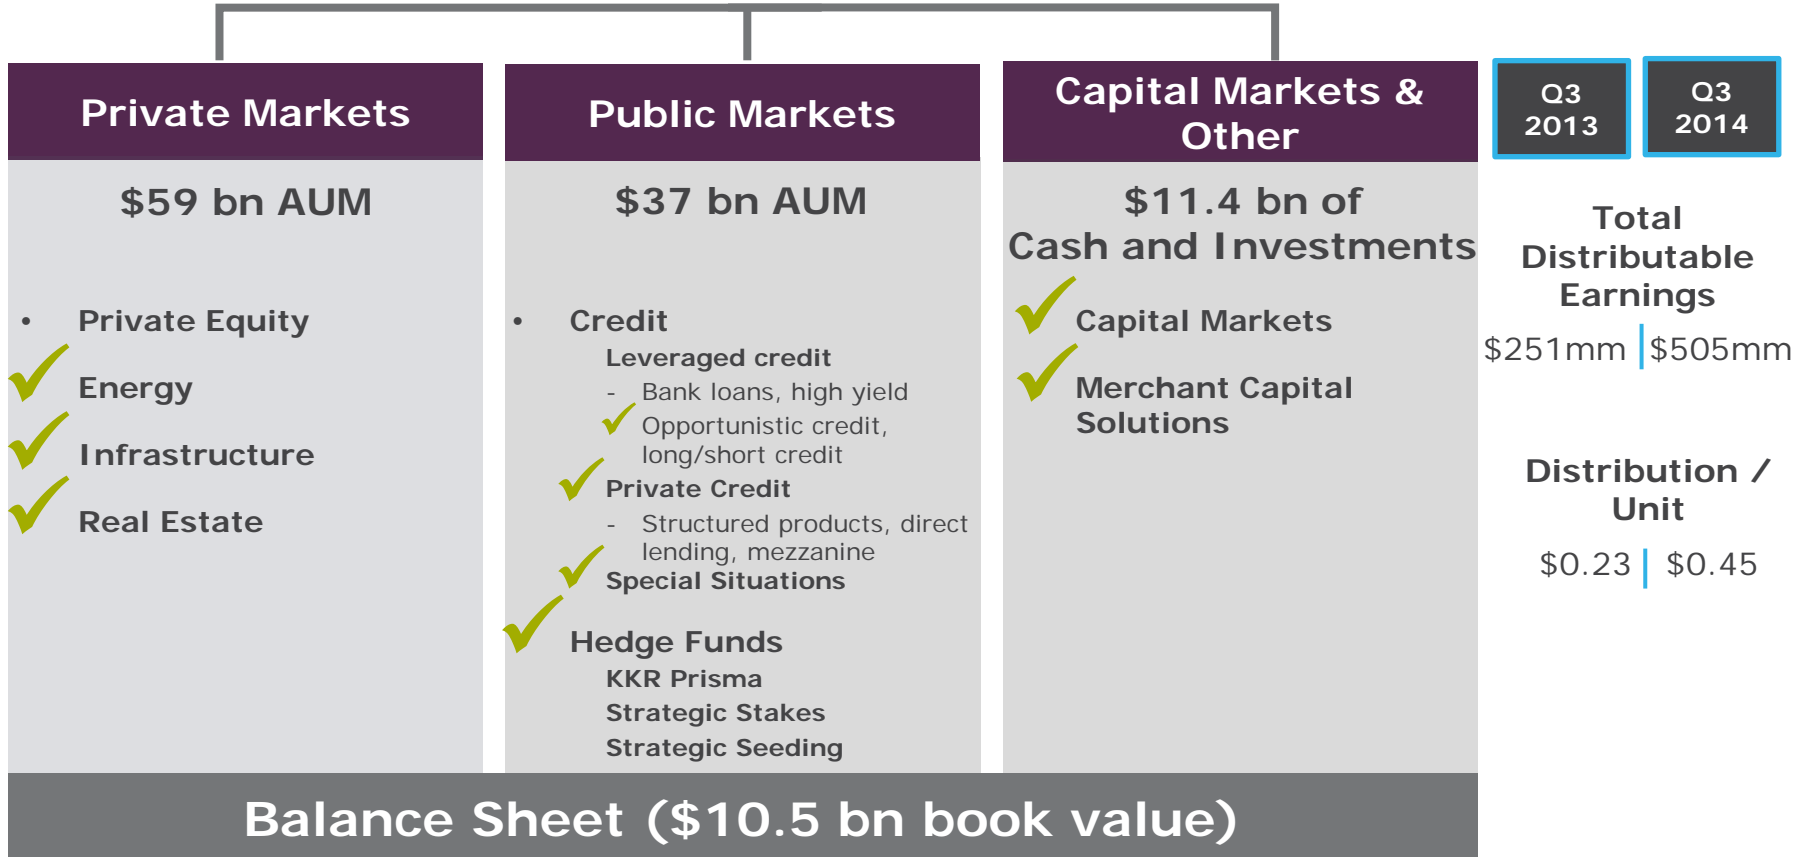 Private Markets
$59 bn AUM
• Private Equity
Energy
Infrastructure
Real Estate
Public Markets
$37 bn AUM
• Credit
Leveraged credit
- Bank loans, high yield
Opportunistic credit,
long/short credit
Private Credit
- Structured products, direct
lending, mezzanine
Special Situations
Hedge Funds
KKR Prisma
Strategic Stakes
Strategic Seeding
Capital Markets &
Other
$11.4 bn of
Cash and Investments
Capital Markets
Merchant Capital
Solutions
Q3
2013
Q3
2014
Total
Distributable
Earnings
$251mm $505mm
Distribution /
Unit
$0.23 $0.45
Balance Sheet ($10.5 bn book value)